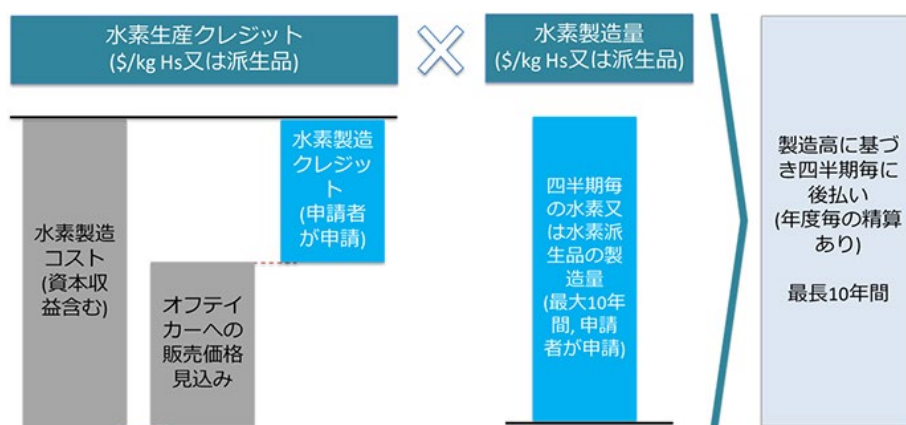 水素生産クレジット
($/kg Hs又は派生品)
水素製造量
($/kg Hs又は派生品)
水素製造
コスト
(資本収
益含む)
オフテイ
カーへの
販売価格
見込み
水素製造
クレジッ
ト
(申請者
が申請)
四半期毎
の水素又
は水素派
生品の製
造量
(最大10年
間, 申請
者が申請)
製造高に基づ
き四半期毎に
後払い
(年度毎の精算
あり)
最長10年間